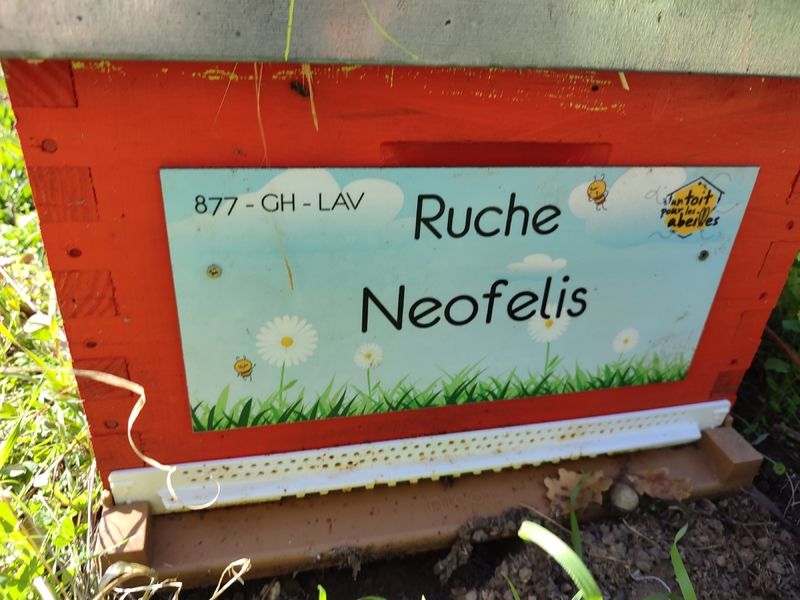 877 - GH - LAV
Ruche
Neofelis
un toit
pour les
abeilles